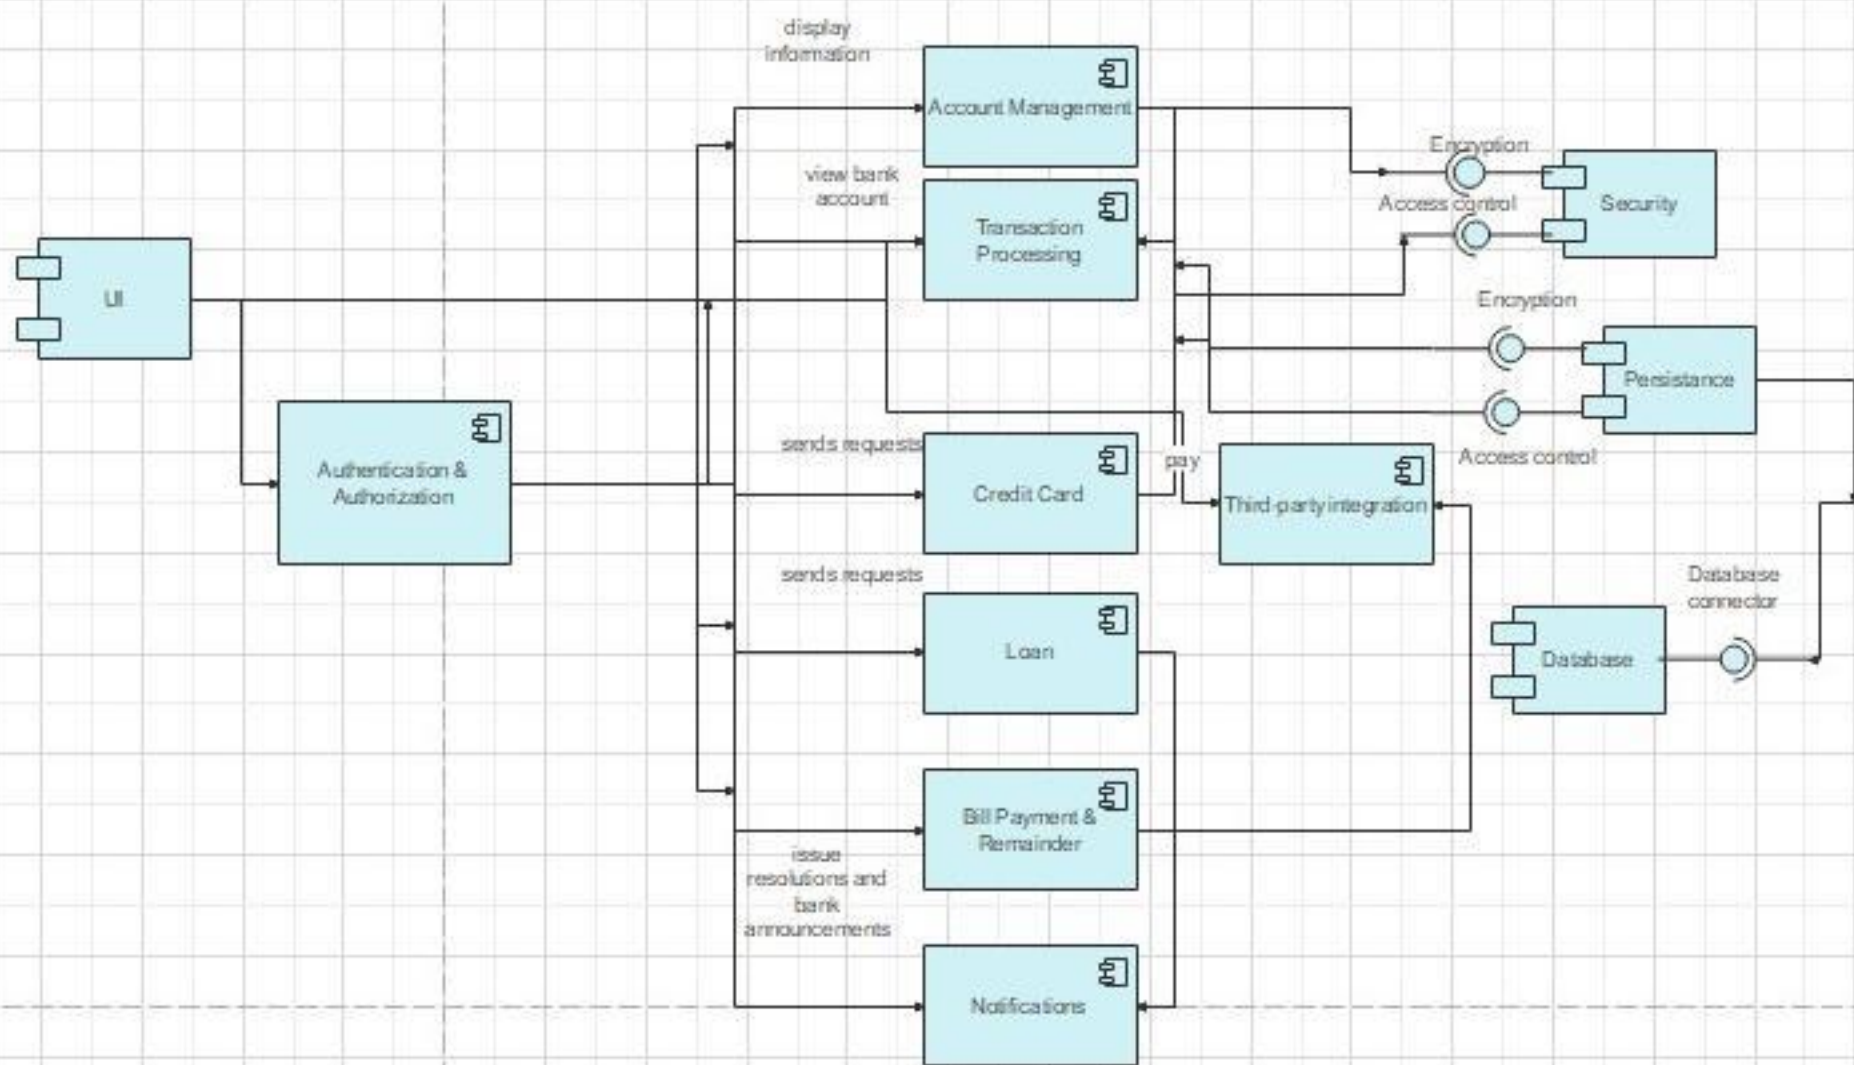 display
information
Account Management
Encryption
view bank
account
Access control
Security
Transaction
Processing
UI
Encryption
Persistance
sends requests
pay
Access control
Authentication &
Authorization
Credit Card
Third-party integration
sends requests
Database
connector
Loan
Database
Bill Payment &
Remainder
issue
resolutions and
bank
announcements
Notifications